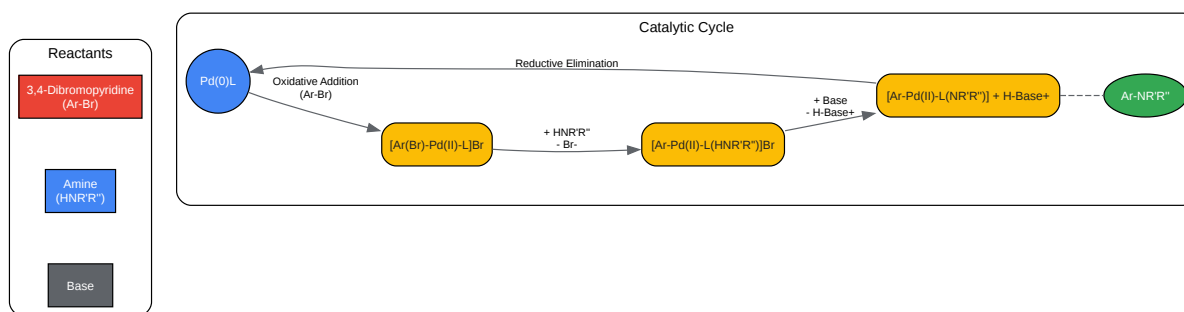 Catalytic Cycle
Reactants
3,4-Dibromopyridine
(Ar-Br)
Amine
(HNR'R")
Base
Pd(0)L
Oxidative Addition
(Ar-Br)
Reductive Elimination
[Ar(Br)-Pd(II)-L]Br
+ HNR'R"
- Br-
[Ar-Pd(II)-L(HNR'R")]Br
+ Base
- H-Base+
[Ar-Pd(II)-L(NR'R")] + H-Base+
Ar-NR'R"